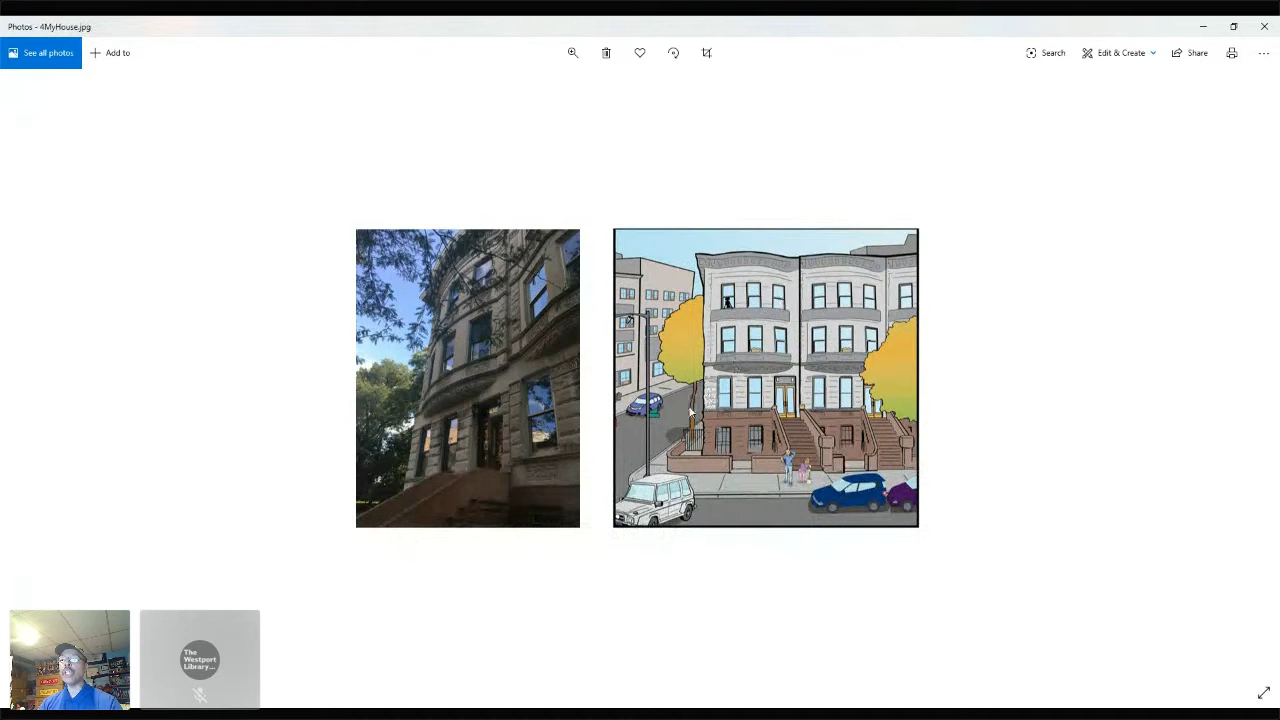 Photos - 4MyHouse.jpg
See all photos
Add to
Search
Edit & Create
Share
The
Westport
Library...